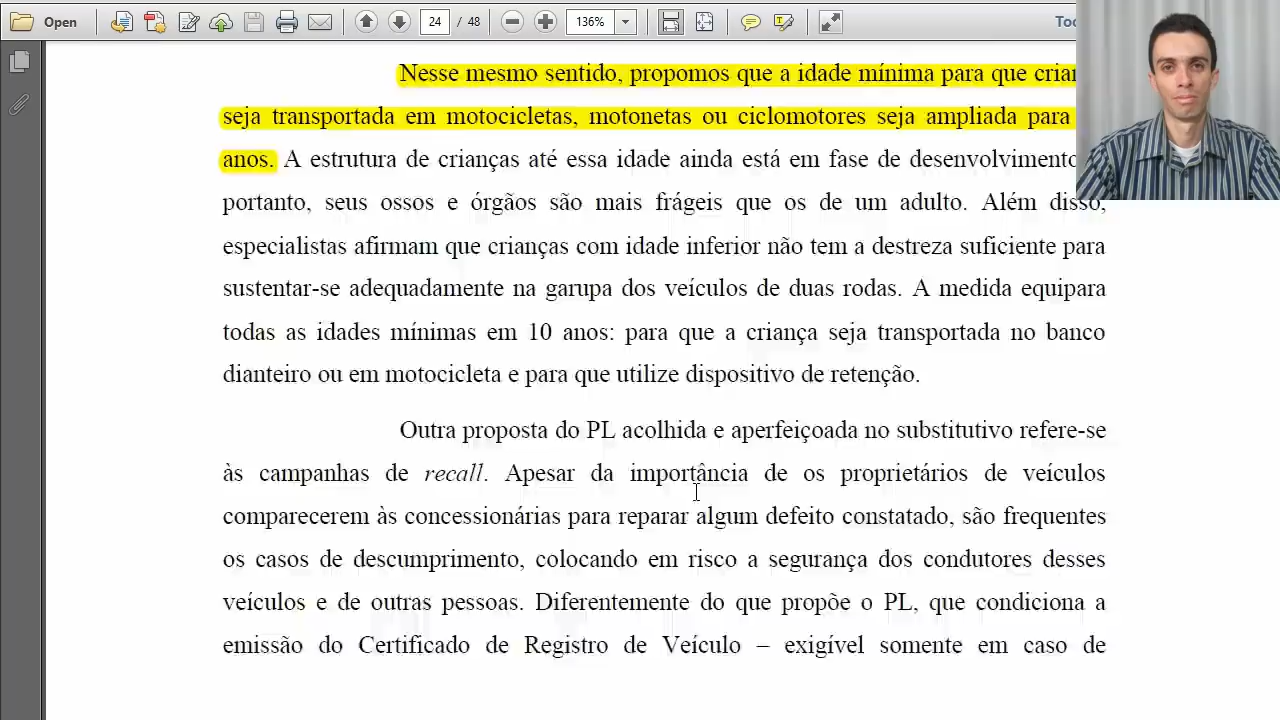 Open 24 / 48 136% Too
Nesse mesmo sentido, propomos que a idade mínima para que
seja transportada em motocicletas, motonetas ou ciclomotores seja ampliada para
anos. A estrutura de crianças até essa idade ainda está em fase de desenvolvimento
portanto, seus ossos e órgãos são mais frágeis que os de um adulto. Além disso,
especialistas afirmam que crianças com idade inferior não tem a destreza suficiente para
sustentar-se adequadamente na garupa dos veículos de duas rodas. A medida equipara
todas as idades mínimas em 10 anos: para que a criança seja transportada no banco
dianteiro ou em motocicleta e para que utilize dispositivo de retenção.
Outra proposta do PL acolhida e aperfeiçoada no substitutivo refere-se
às campanhas de recall. Apesar da importância de os proprietários de veículos
comparecerem às concessionárias para reparar algum defeito constatado, são frequentes
os casos de descumprimento, colocando em risco a segurança dos condutores desses
veículos e de outras pessoas. Diferentemente do que propõe o PL, que condiciona a
emissão do Certificado de Registro de Veículo – exigível somente em caso de